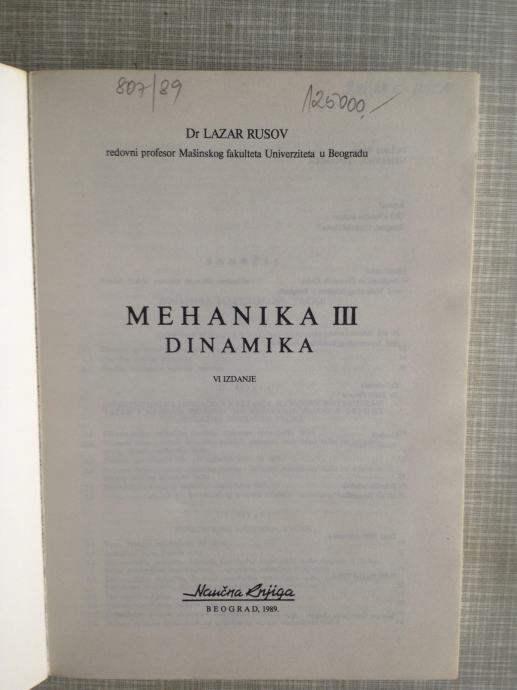 807/89
125000,-
Dr LAZAR RUSOV
redovni profesor Mašinskog fakulteta Univerziteta u Beogradu
MEHANIKA III
DINAMIKA
VI IZDANJE
Naučna Knjiga
BEOGRAD, 1989.